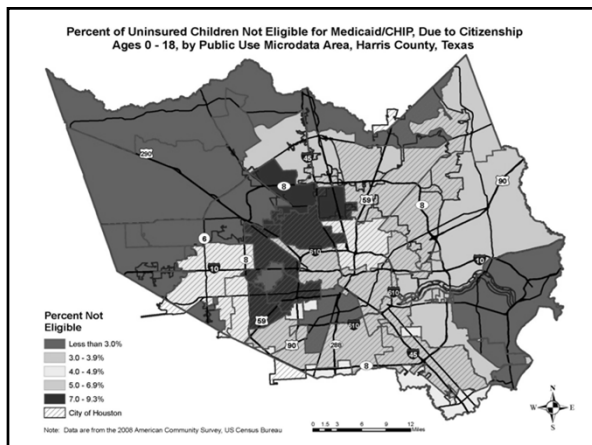 Percent of Uninsured Children Not Eligible for Medicaid/CHIP, Due to Citizenship
Ages 0 - 18, by Public Use Microdata Area, Harris County, Texas
290
45
8
59
8
90
6
10
8
610
10
610
59
90
610
288
45
8
Percent Not
Eligible
Less than 3.0%
3.0 - 3.9%
4.0 - 4.9%
5.0 - 6.9%
7.0 - 9.3%
City of Houston
Note: Data are from the 2008 American Community Survey, US Census Bureau
0 1.5 3 6 9 12
Miles
N
W E
S